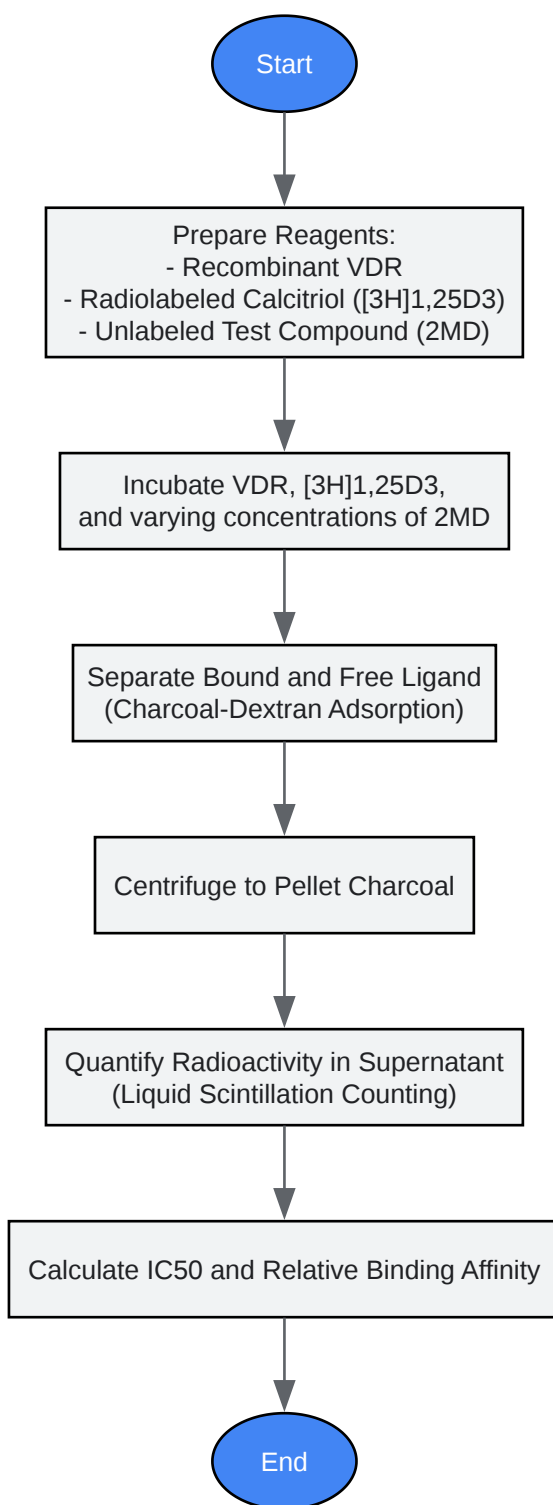 Start
Prepare Reagents:
- Recombinant VDR
- Radiolabeled Calcitriol ([3H]1,25D3)
- Unlabeled Test Compound (2MD)
Incubate VDR, [3H]1,25D3,
and varying concentrations of 2MD
Separate Bound and Free Ligand
(Charcoal-Dextran Adsorption)
Centrifuge to Pellet Charcoal
Quantify Radioactivity in Supernatant
(Liquid Scintillation Counting)
Calculate IC50 and Relative Binding Affinity
End